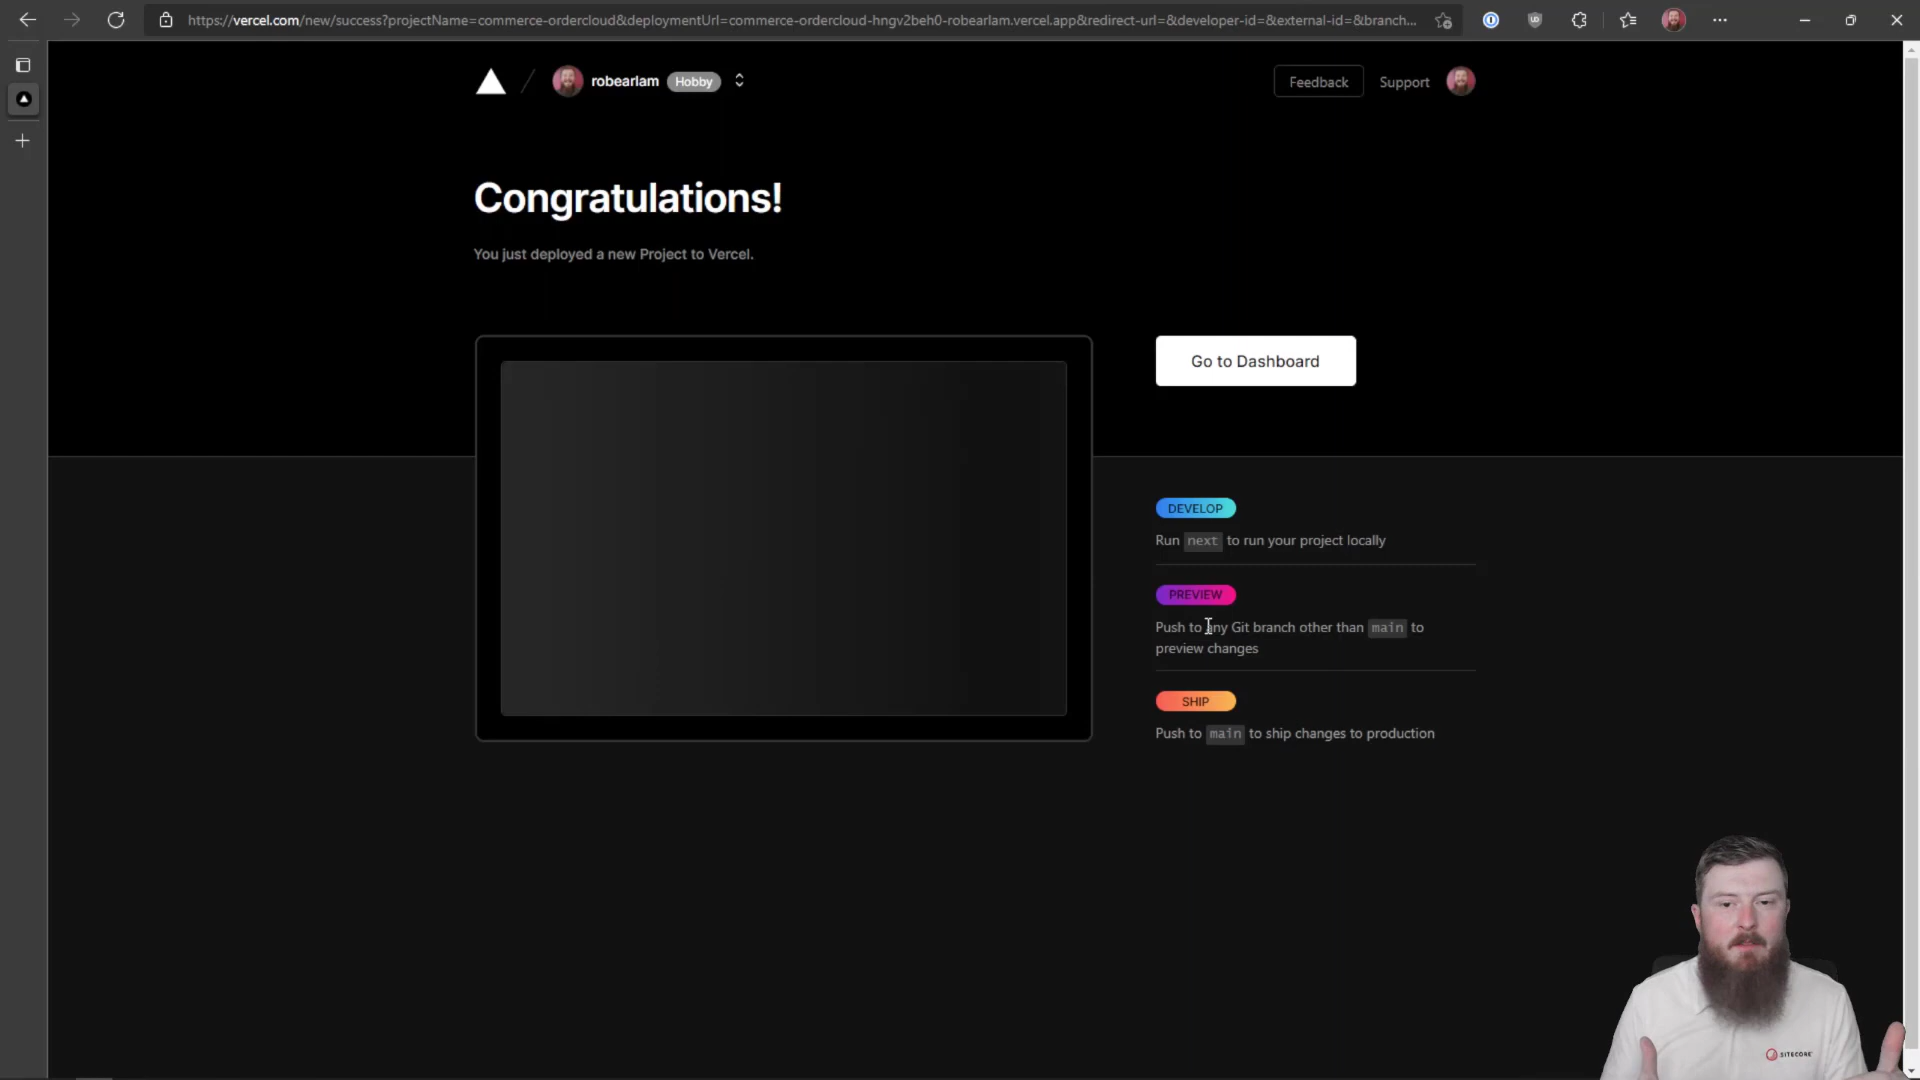 https://vercel.com/new/success?projectName=commerce-ordercloud&deploymentUrl=commerce-ordercloud-hngv2beh0-robearlam.vercel.app&redirect-url=&developer-id=&external-id=&branch...
robearlam Hobby
Feedback Support
Congratulations!
You just deployed a new Project to Vercel.
Go to Dashboard
DEVELOP
Run next to run your project locally
PREVIEW
Push to any Git branch other than main to
preview changes
SHIP
Push to main to ship changes to production
SITECORE